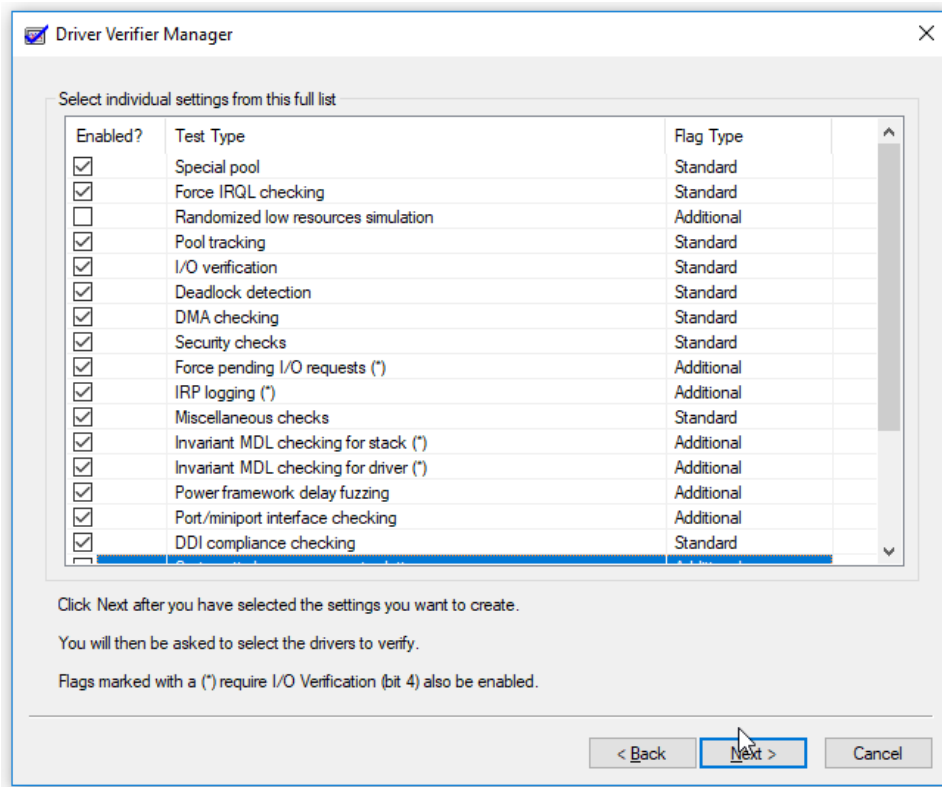 Driver Verifier Manager
Select individual settings from this full list
Enabled? Test Type Flag Type
Special pool Standard
Force IRQL checking Standard
Randomized low resources simulation Additional
Pool tracking Standard
I/O verification Standard
Deadlock detection Standard
DMA checking Standard
Security checks Standard
Force pending I/O requests (*) Additional
IRP logging (*) Additional
Miscellaneous checks Standard
Invariant MDL checking for stack (*) Additional
Invariant MDL checking for driver (*) Additional
Power framework delay fuzzing Additional
Port/miniport interface checking Additional
DDI compliance checking Standard
Click Next after you have selected the settings you want to create.
You will then be asked to select the drivers to verify.
Flags marked with a (*) require I/O Verification (bit 4) also be enabled.
< Back Next > Cancel